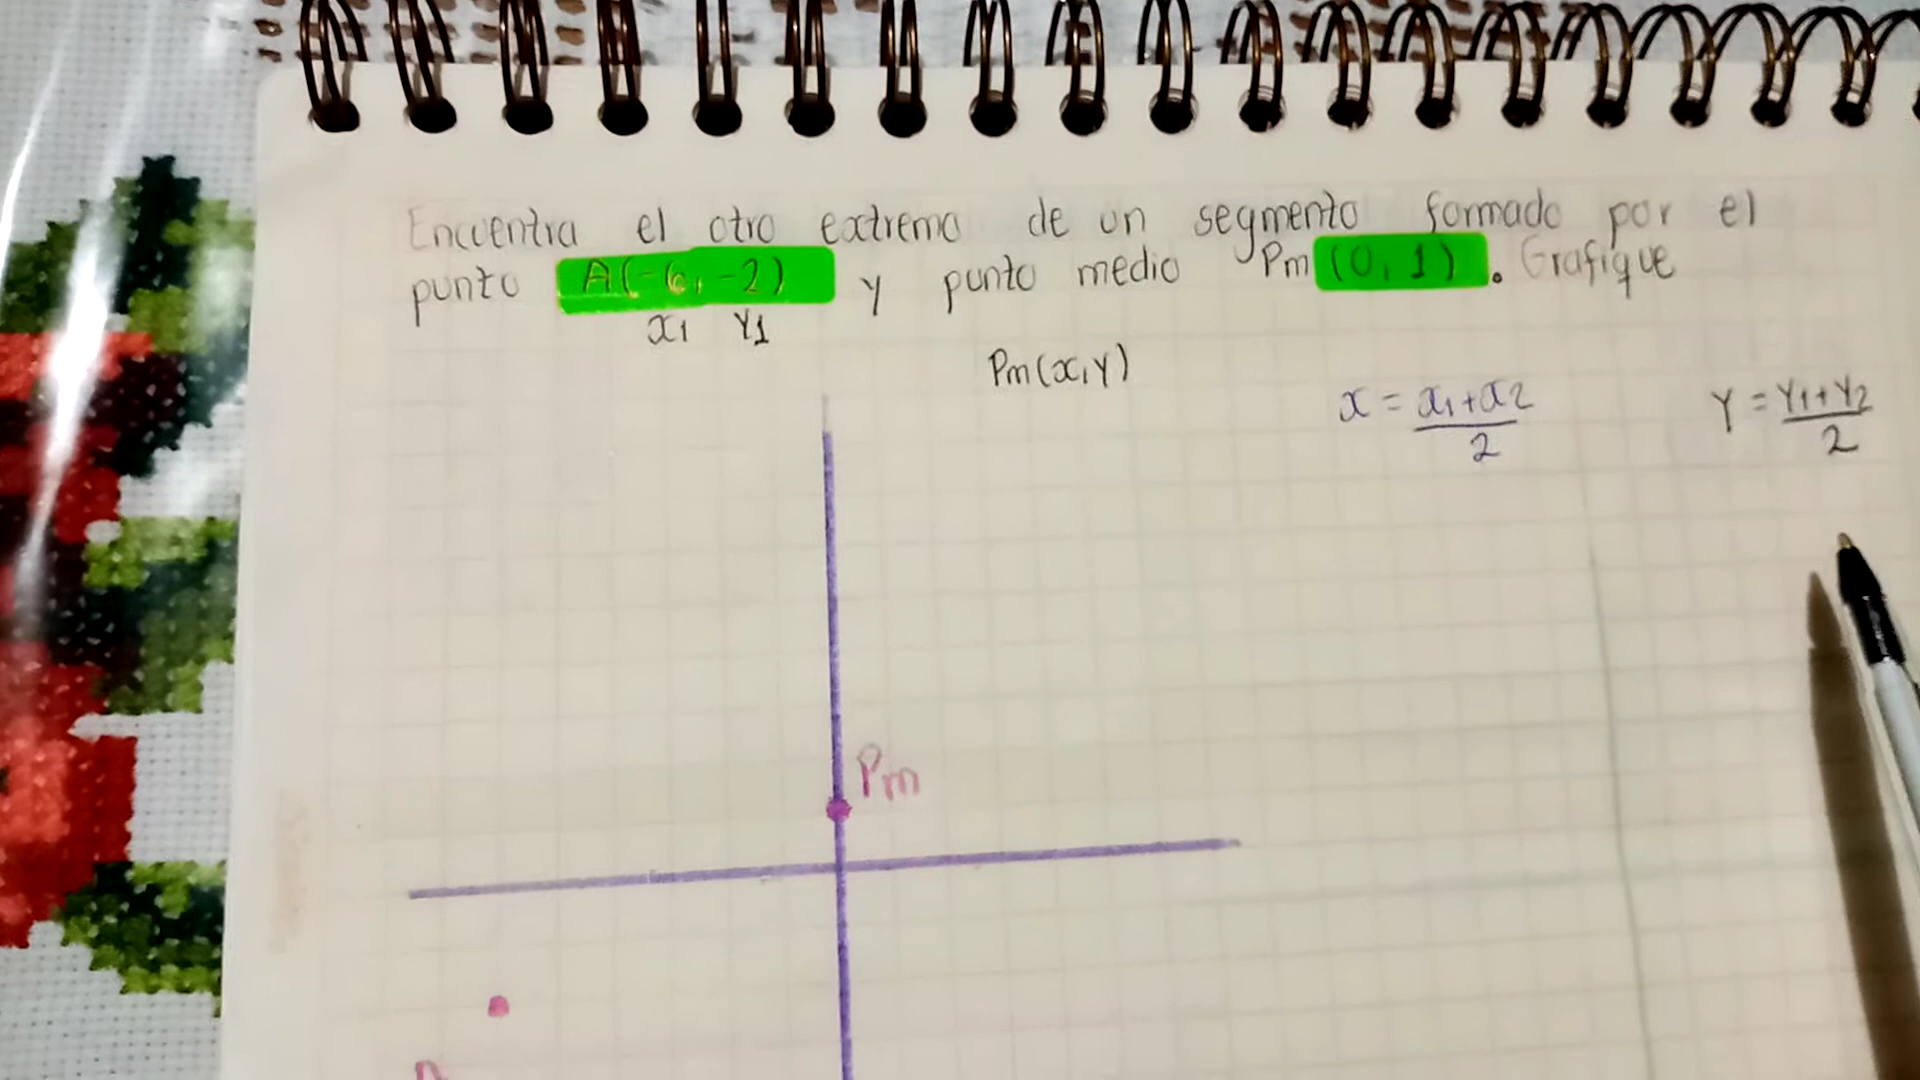 Encuentra el otro extremo de un segmento formado por el
punto A(-6, -2) y punto medio Pm (0, 1). Grafique
x1 Y1
Pm(x,Y)
x = x1+x2 / 2
Y = Y1+Y2 / 2
Pm